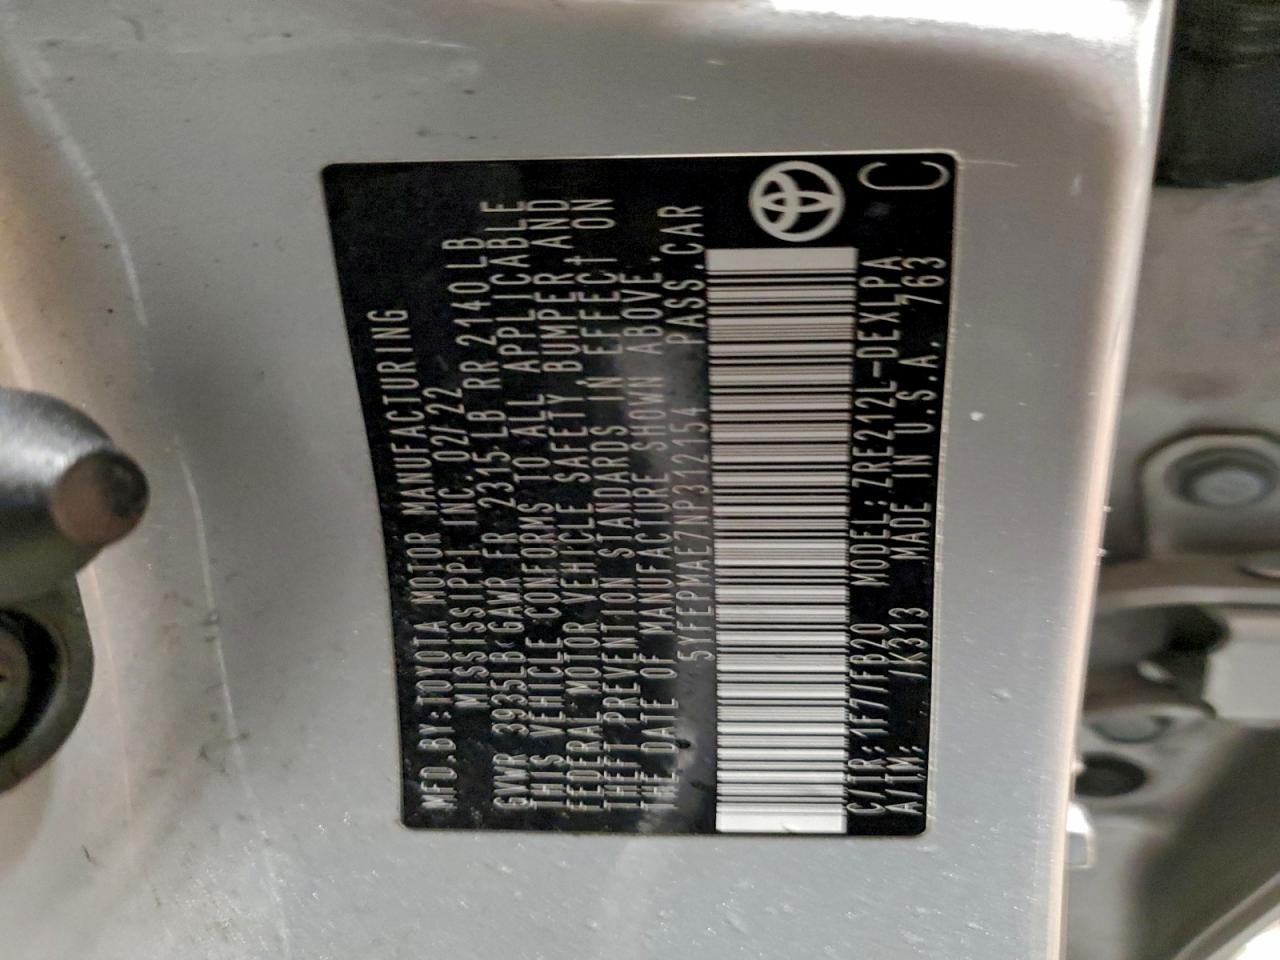 MFD.BY:TOYOTA MOTOR MANUFACTURING
MISSISSIPPI, INC. 02/22
GVWR 3935LB GAWR FR 2315LB RR 2140LB
THIS VEHICLE CONFORMS TO ALL APPLICABLE
FEDERAL MOTOR VEHICLE SAFETY, BUMPER, AND
THEFT PREVENTION STANDARDS IN EFFECT ON
THE DATE OF MANUFACTURE SHOWN ABOVE.
5YFEPMAE7NP312154 PASS.CAR
C/TR:1F7/FB20 MODEL:ZRE212L-DEXLPA
A/TM: /K313 MADE IN U.S.A. 763
C